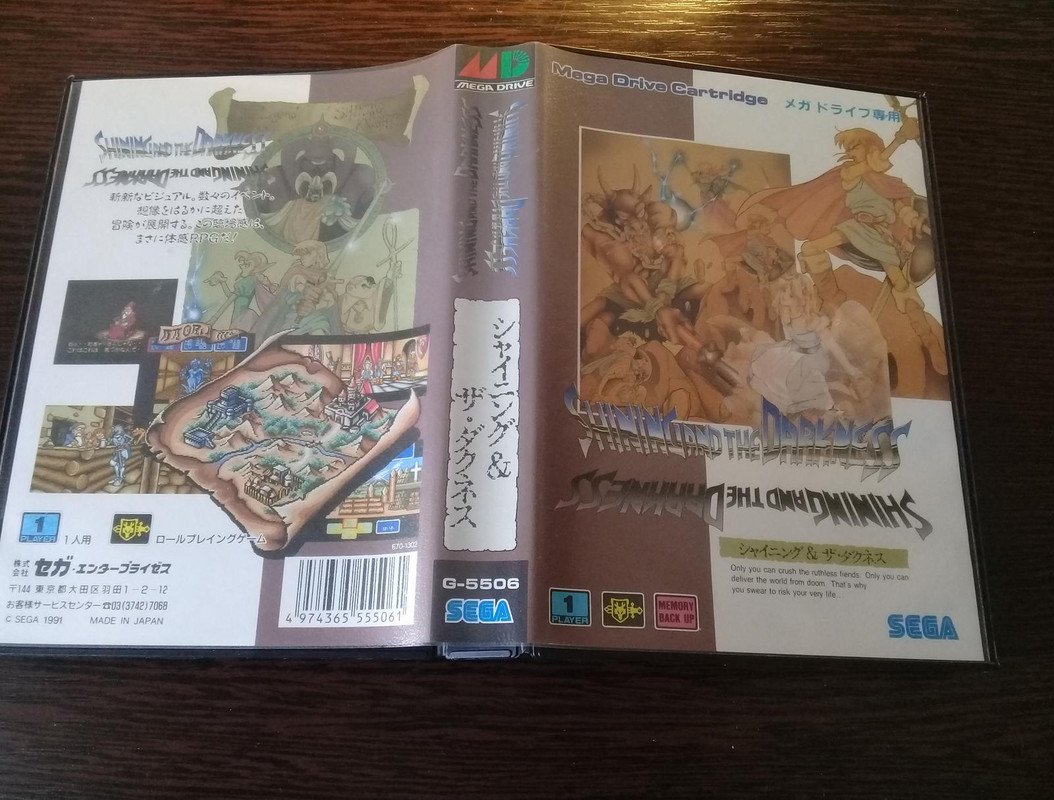 SHINING AND THE DARKNESS
斬新なビジュアル。数々のイベント。
想像をはるかに超えた
冒険が展開する。
まさに体感RPGだ!
1
PLAYER
1人用
ロールプレイングゲーム
670-1302
株式会社 セガ・エンタープライゼス
〒144 東京都大田区羽田1-2-12
お客様サービスセンター☎03(3742)7068
© SEGA 1991 MADE IN JAPAN
4 974365 555061
MD
MEGA DRIVE
SHINING AND THE DARKNESS
シャイニング&
ザ・ダクネス
G-5506
SEGA
Mega Drive Cartridge
メガドライブ専用
SHINING AND THE DARKNESS
SHINING AND THE DARKNESS
シャイニング&ザ・ダクネス
Only you can crush the ruthless fiends. Only you can
deliver the world from doom. That's why
you swear to risk your very life...
1
PLAYER
MEMORY
BACK UP
SEGA